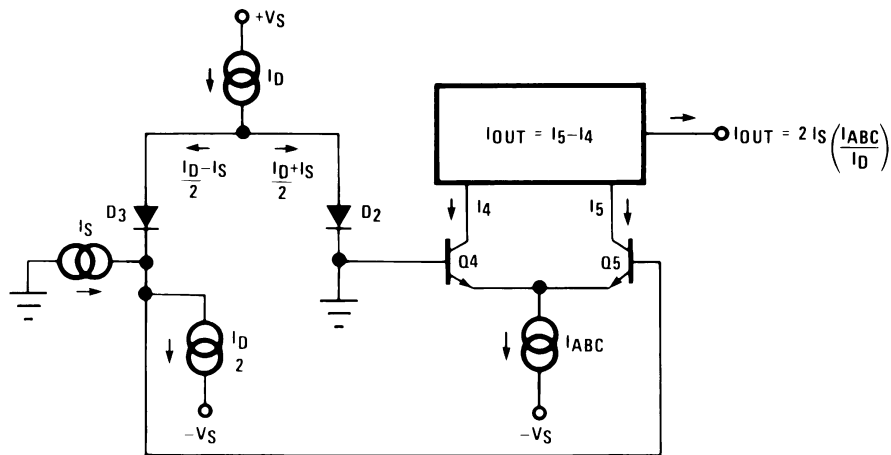 +VS
ID
IOUT = I5–I4
IOUT = 2 IS(IABC/ID)
ID/2–IS
ID/2+IS
D3
D2
I4
I5
IS
Q4
Q5
ID/2
IABC
–VS
–VS